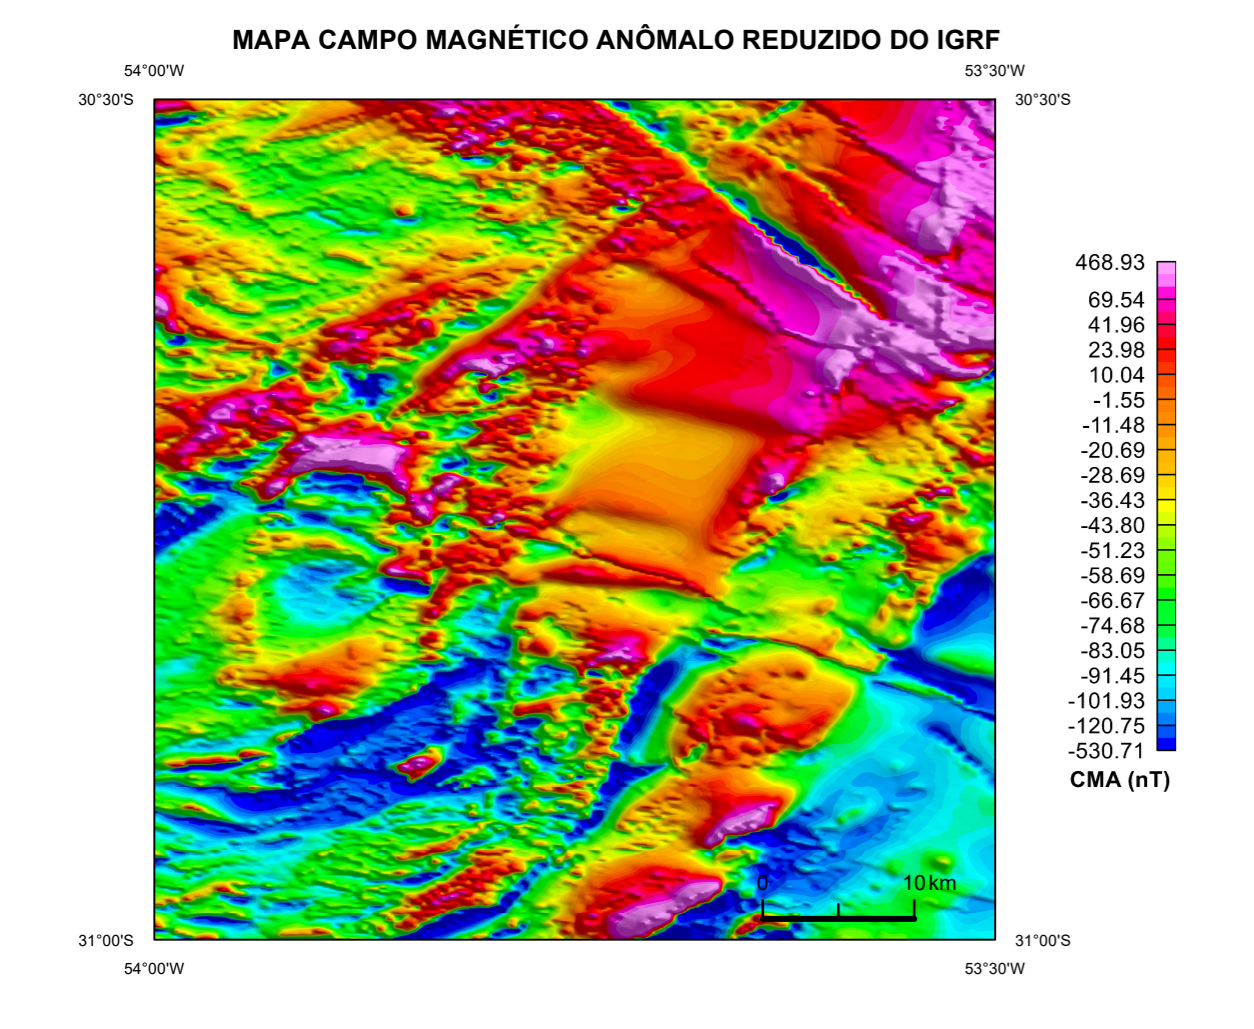 MAPA CAMPO MAGNÉTICO ANÔMALO REDUZIDO DO IGRF
54°00'W
53°30'W
30°30'S
30°30'S
468.93
69.54
41.96
23.98
10.04
-1.55
-11.48
-20.69
-28.69
-36.43
-43.80
-51.23
-58.69
-66.67
-74.68
-83.05
-91.45
-101.93
-120.75
-530.71
CMA (nT)
0 10 km
31°00'S
31°00'S
54°00'W
53°30'W